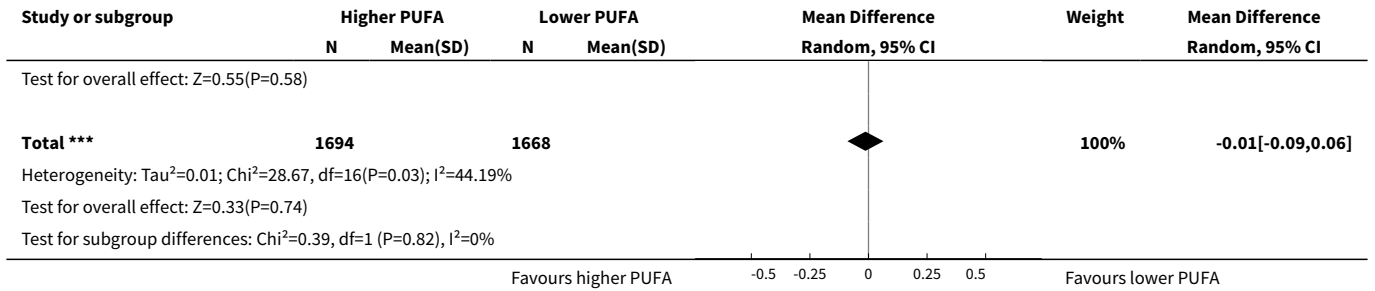 Study or subgroup Higher PUFA Lower PUFA Mean Difference Weight Mean Difference
N Mean(SD) N Mean(SD) Random, 95% CI Random, 95% CI
Test for overall effect: Z=0.55(P=0.58)
Total *** 1694 1668 100% -0.01[-0.09,0.06]
Heterogeneity: Tau²=0.01; Chi²=28.67, df=16(P=0.03); I²=44.19%
Test for overall effect: Z=0.33(P=0.74)
Test for subgroup differences: Chi²=0.39, df=1 (P=0.82), I²=0%
Favours higher PUFA -0.5 -0.25 0 0.25 0.5 Favours lower PUFA